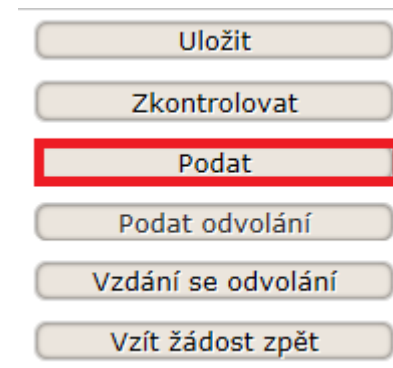 Uložit
Zkontrolovat
Podat
Podat odvolání
Vzdání se odvolání
Vzít žádost zpět